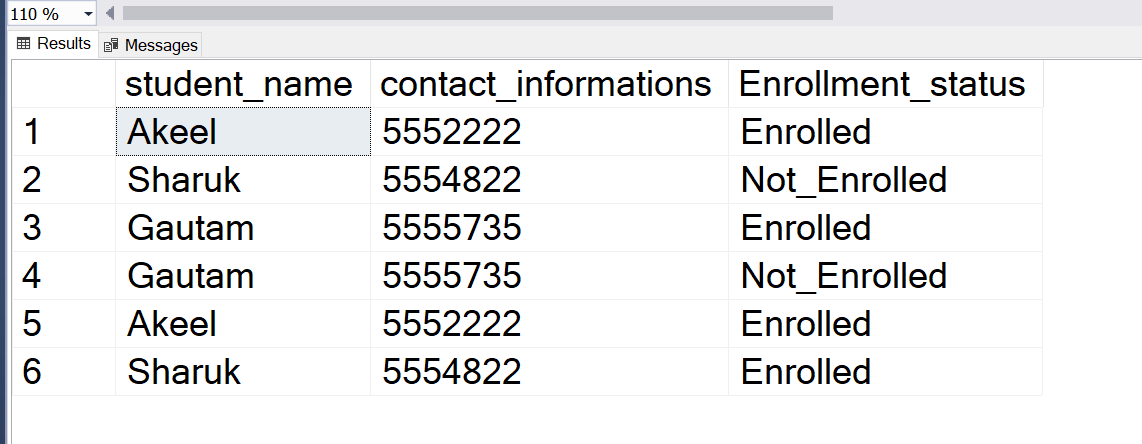 110 %
Results Messages
student_name contact_informations Enrollment_status
1 Akeel 5552222 Enrolled
2 Sharuk 5554822 Not_Enrolled
3 Gautam 5555735 Enrolled
4 Gautam 5555735 Not_Enrolled
5 Akeel 5552222 Enrolled
6 Sharuk 5554822 Enrolled